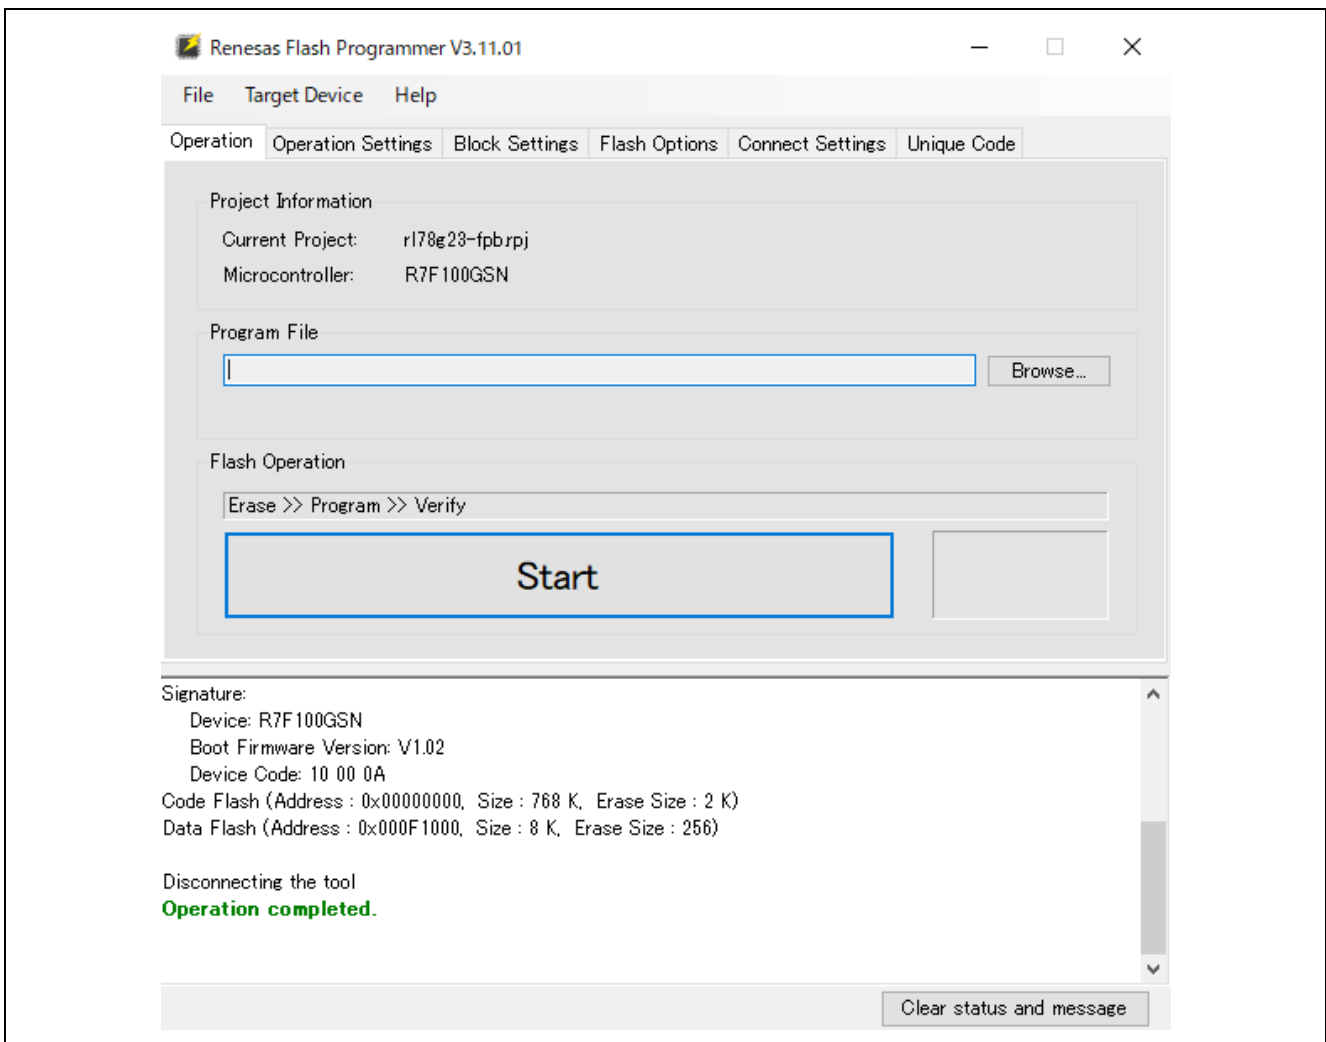 Renesas Flash Programmer V3.11.01
File Target Device Help
Operation Operation Settings Block Settings Flash Options Connect Settings Unique Code
Project Information
Current Project: rl78g23-fpb.rpj
Microcontroller: R7F100GSN
Program File
Browse...
Flash Operation
Erase >> Program >> Verify
Start
Signature:
Device: R7F100GSN
Boot Firmware Version: V1.02
Device Code: 10 00 0A
Code Flash (Address : 0x00000000, Size : 768 K, Erase Size : 2 K)
Data Flash (Address : 0x000F1000, Size : 8 K, Erase Size : 256)
Disconnecting the tool
Operation completed.
Clear status and message